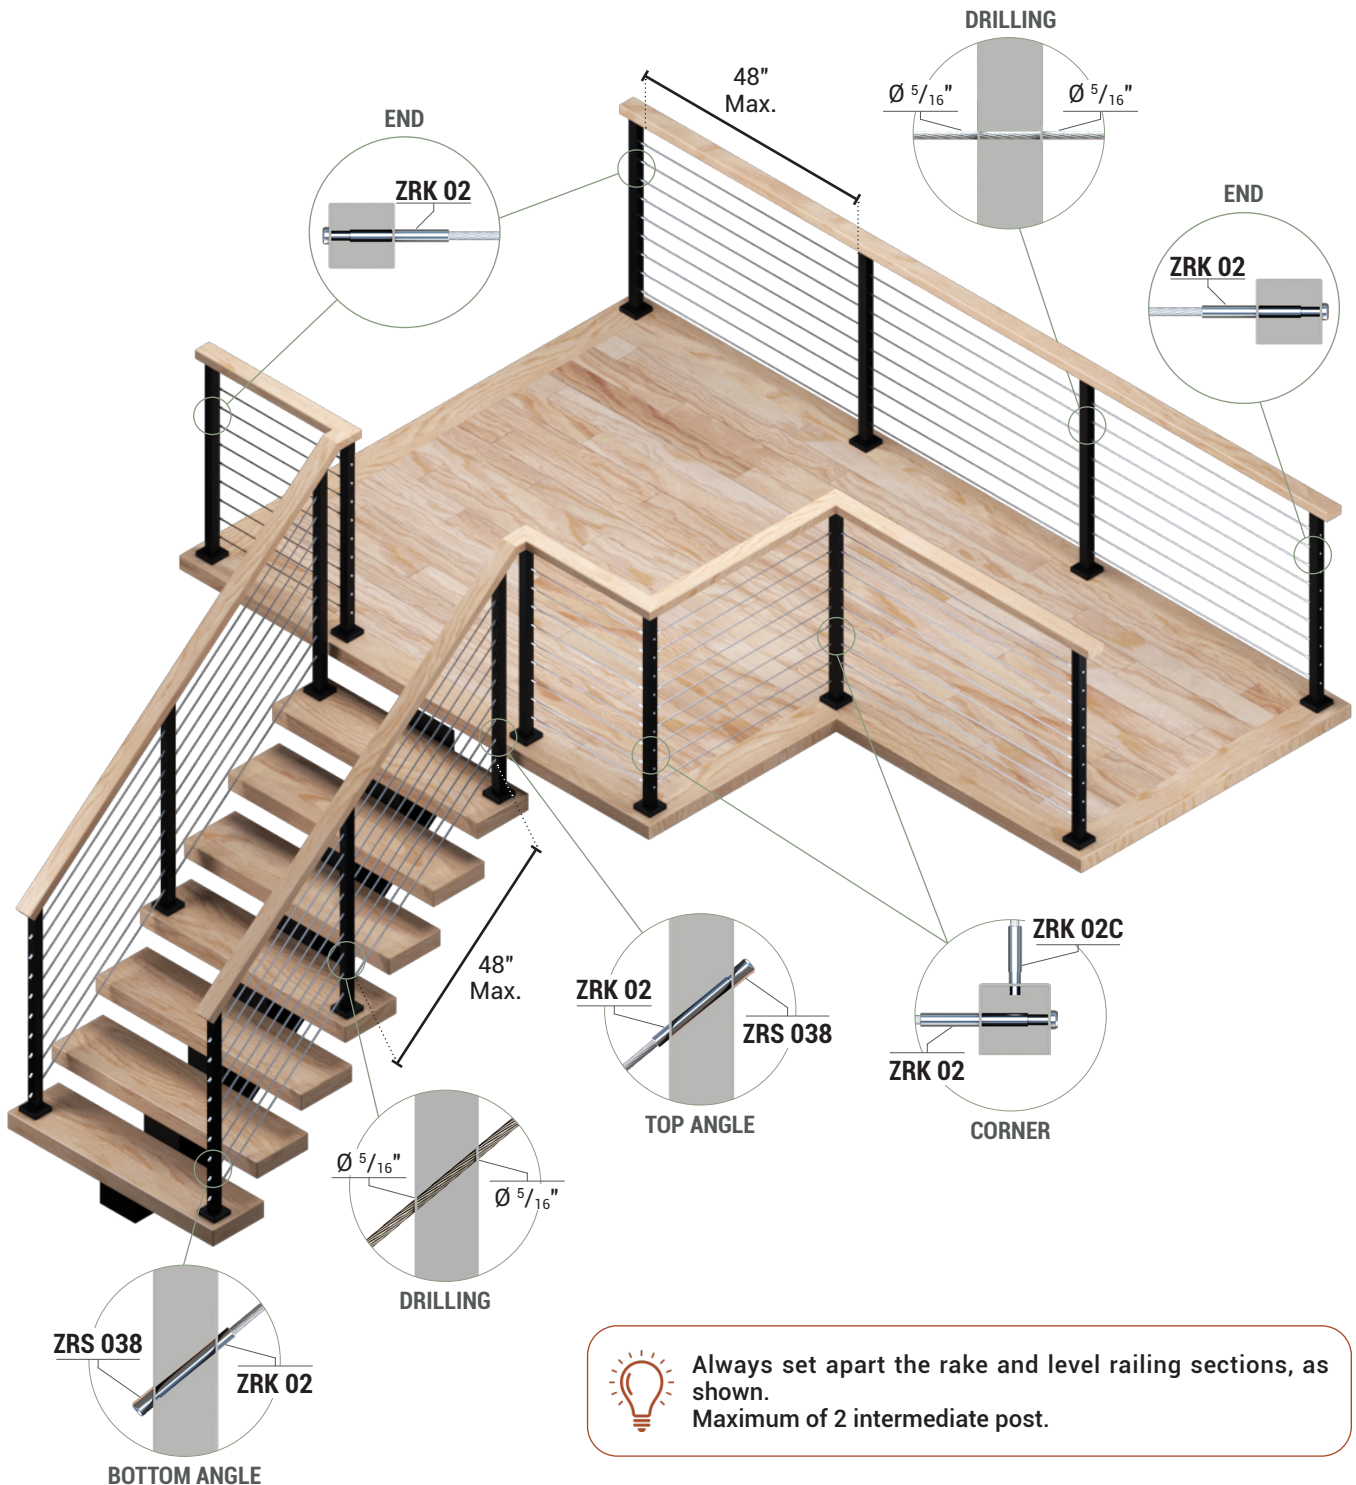 DRILLING
48"
Max.
Ø 5/16"
Ø 5/16"
END
ZRK 02
END
ZRK 02
ZRK 02C
ZRK 02
CORNER
48"
Max.
ZRK 02
ZRS 038
TOP ANGLE
Ø 5/16"
Ø 5/16"
DRILLING
ZRS 038
ZRK 02
BOTTOM ANGLE
Always set apart the rake and level railing sections, as
shown.
Maximum of 2 intermediate post.